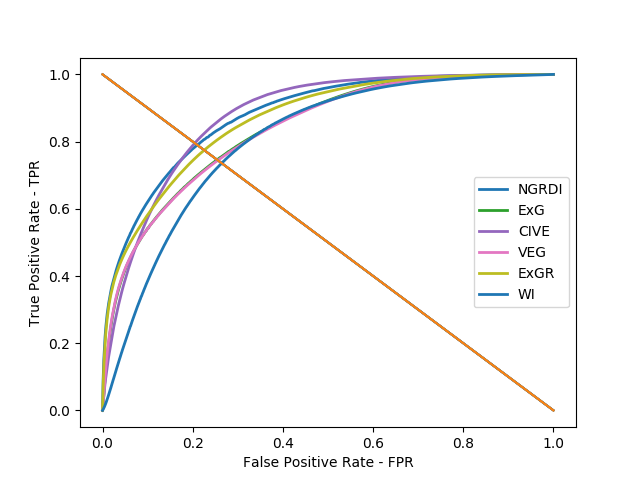 1.0
0.8
0.6
0.4
0.2
0.0
True Positive Rate - TPR
NGRDI
ExG
CIVE
VEG
ExGR
WI
0.0 0.2 0.4 0.6 0.8 1.0
False Positive Rate - FPR